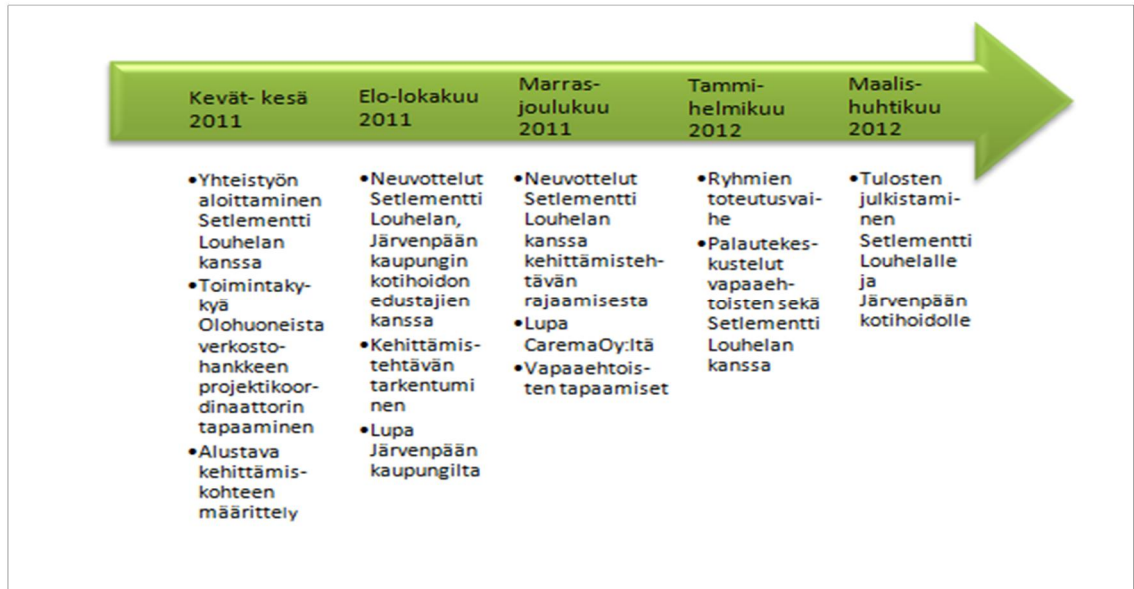 Kevät- kesä
2011
Elo-lokakuu
2011
Marras-
joulukuu
2011
Tammi-
helmikuu
2012
Maalis-
huhtikuu
2012
•Yhteistyön
aloittaminen
Setlementti
Louhelan
kanssa
•Toimintaky-
kyä
Olohuoneista
verkosto-
hankkeen
projektikoor-
dinaattorin
tapaaminen
•Alustava
kehittämis-
kohteen
määrittely
•Neuvottelut
Setlementti
Louhelan,
Järvenpään
kaupungin
kotihoidon
edustajien
kanssa
•Kehittämis-
tehtävän
tarkentumi
nen
•Lupa
Järvenpään
kaupungilta
•Neuvottelut
Setlementti
Louhelan
kanssa
kehittämisteh-
tävän
rajaamisesta
•Lupa
CaremaOy:ltä
•Vapaaehtois-
ten tapaamiset
•Ryhmien
toteutusvai-
he
•Palautekes-
kustelut
vapaaeh-
toisten sekä
Setlementti
Louhelan
kanssa
•Tulosten
julkistami-
nen
Setlementti
Louhelalle
ja
Järvenpään
kotihoidolle